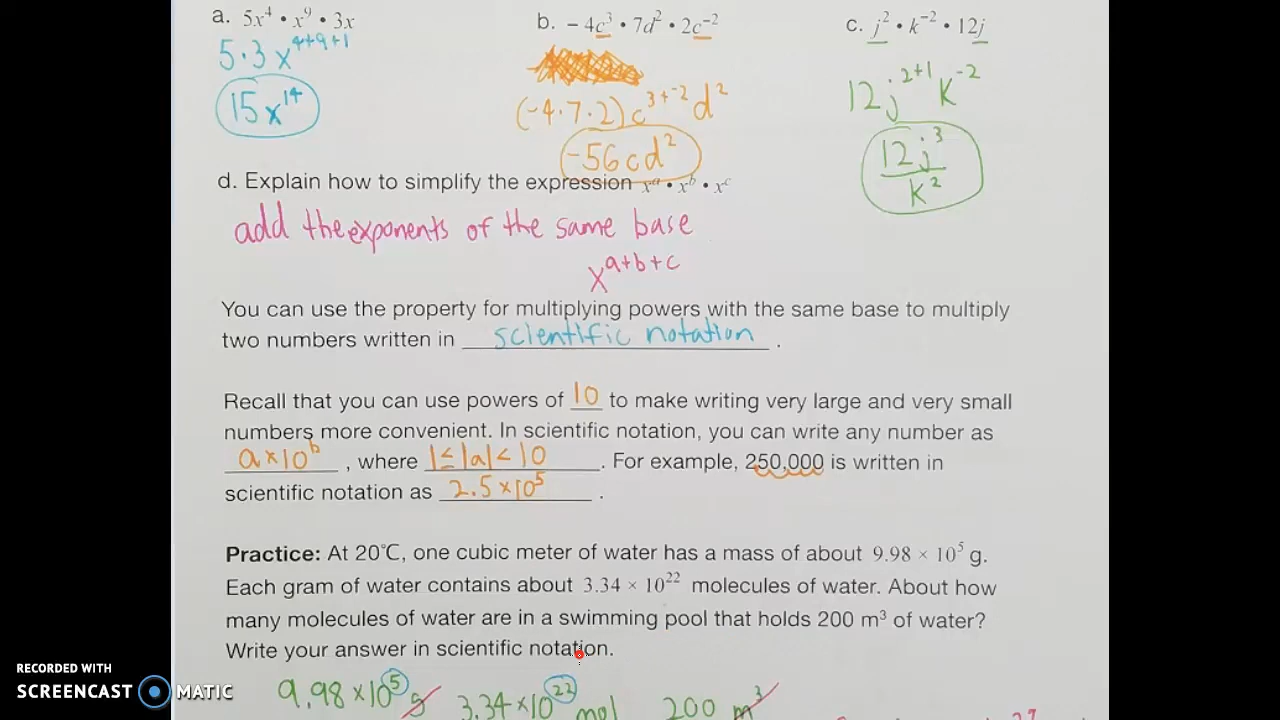 a. 5x⁴ • x⁹ • 3x
b. − 4c³ • 7d² • 2c⁻²
c. j² • k⁻² • 12j
5·3x⁴⁺⁹⁺¹
15x¹⁴
(-4·7·2)c³⁺⁻²d²
-56cd²
12j²⁺¹k⁻²
12j³
k²
d. Explain how to simplify the expression xᵃ • xᵇ • xᶜ
add the exponents of the same base
xᵃ⁺ᵇ⁺ᶜ
You can use the property for multiplying powers with the same base to multiply
two numbers written in scientific notation .
Recall that you can use powers of 10 to make writing very large and very small
numbers more convenient. In scientific notation, you can write any number as
a×10ᵇ , where 1≤|a|<10 . For example, 250,000 is written in
scientific notation as 2.5×10⁵ .
Practice: At 20℃, one cubic meter of water has a mass of about 9.98 × 10⁵ g.
Each gram of water contains about 3.34 × 10²² molecules of water. About how
many molecules of water are in a swimming pool that holds 200 m³ of water?
Write your answer in scientific notation.
9.98×10⁵ g 3.34×10²² mol 200 m³
RECORDED WITH
SCREENCAST MATIC